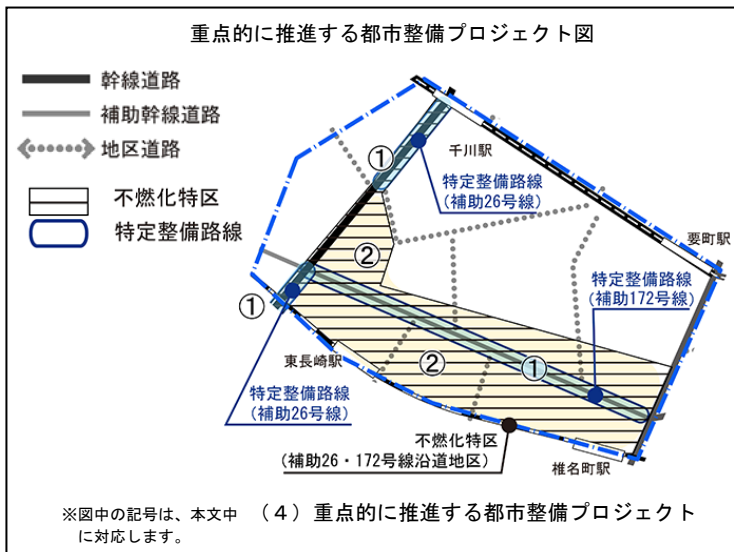 重点的に推進する都市整備プロジェクト図
幹線道路
補助幹線道路
地区道路
不燃化特区
特定整備路線
①
千川駅
特定整備路線
(補助26号線)
要町駅
②
特定整備路線
(補助172号線)
①
東長崎駅
②
①
特定整備路線
(補助26号線)
不燃化特区
(補助26・172号線沿道地区)
椎名町駅
※図中の記号は、本文中
に対応します。
(4)重点的に推進する都市整備プロジェクト